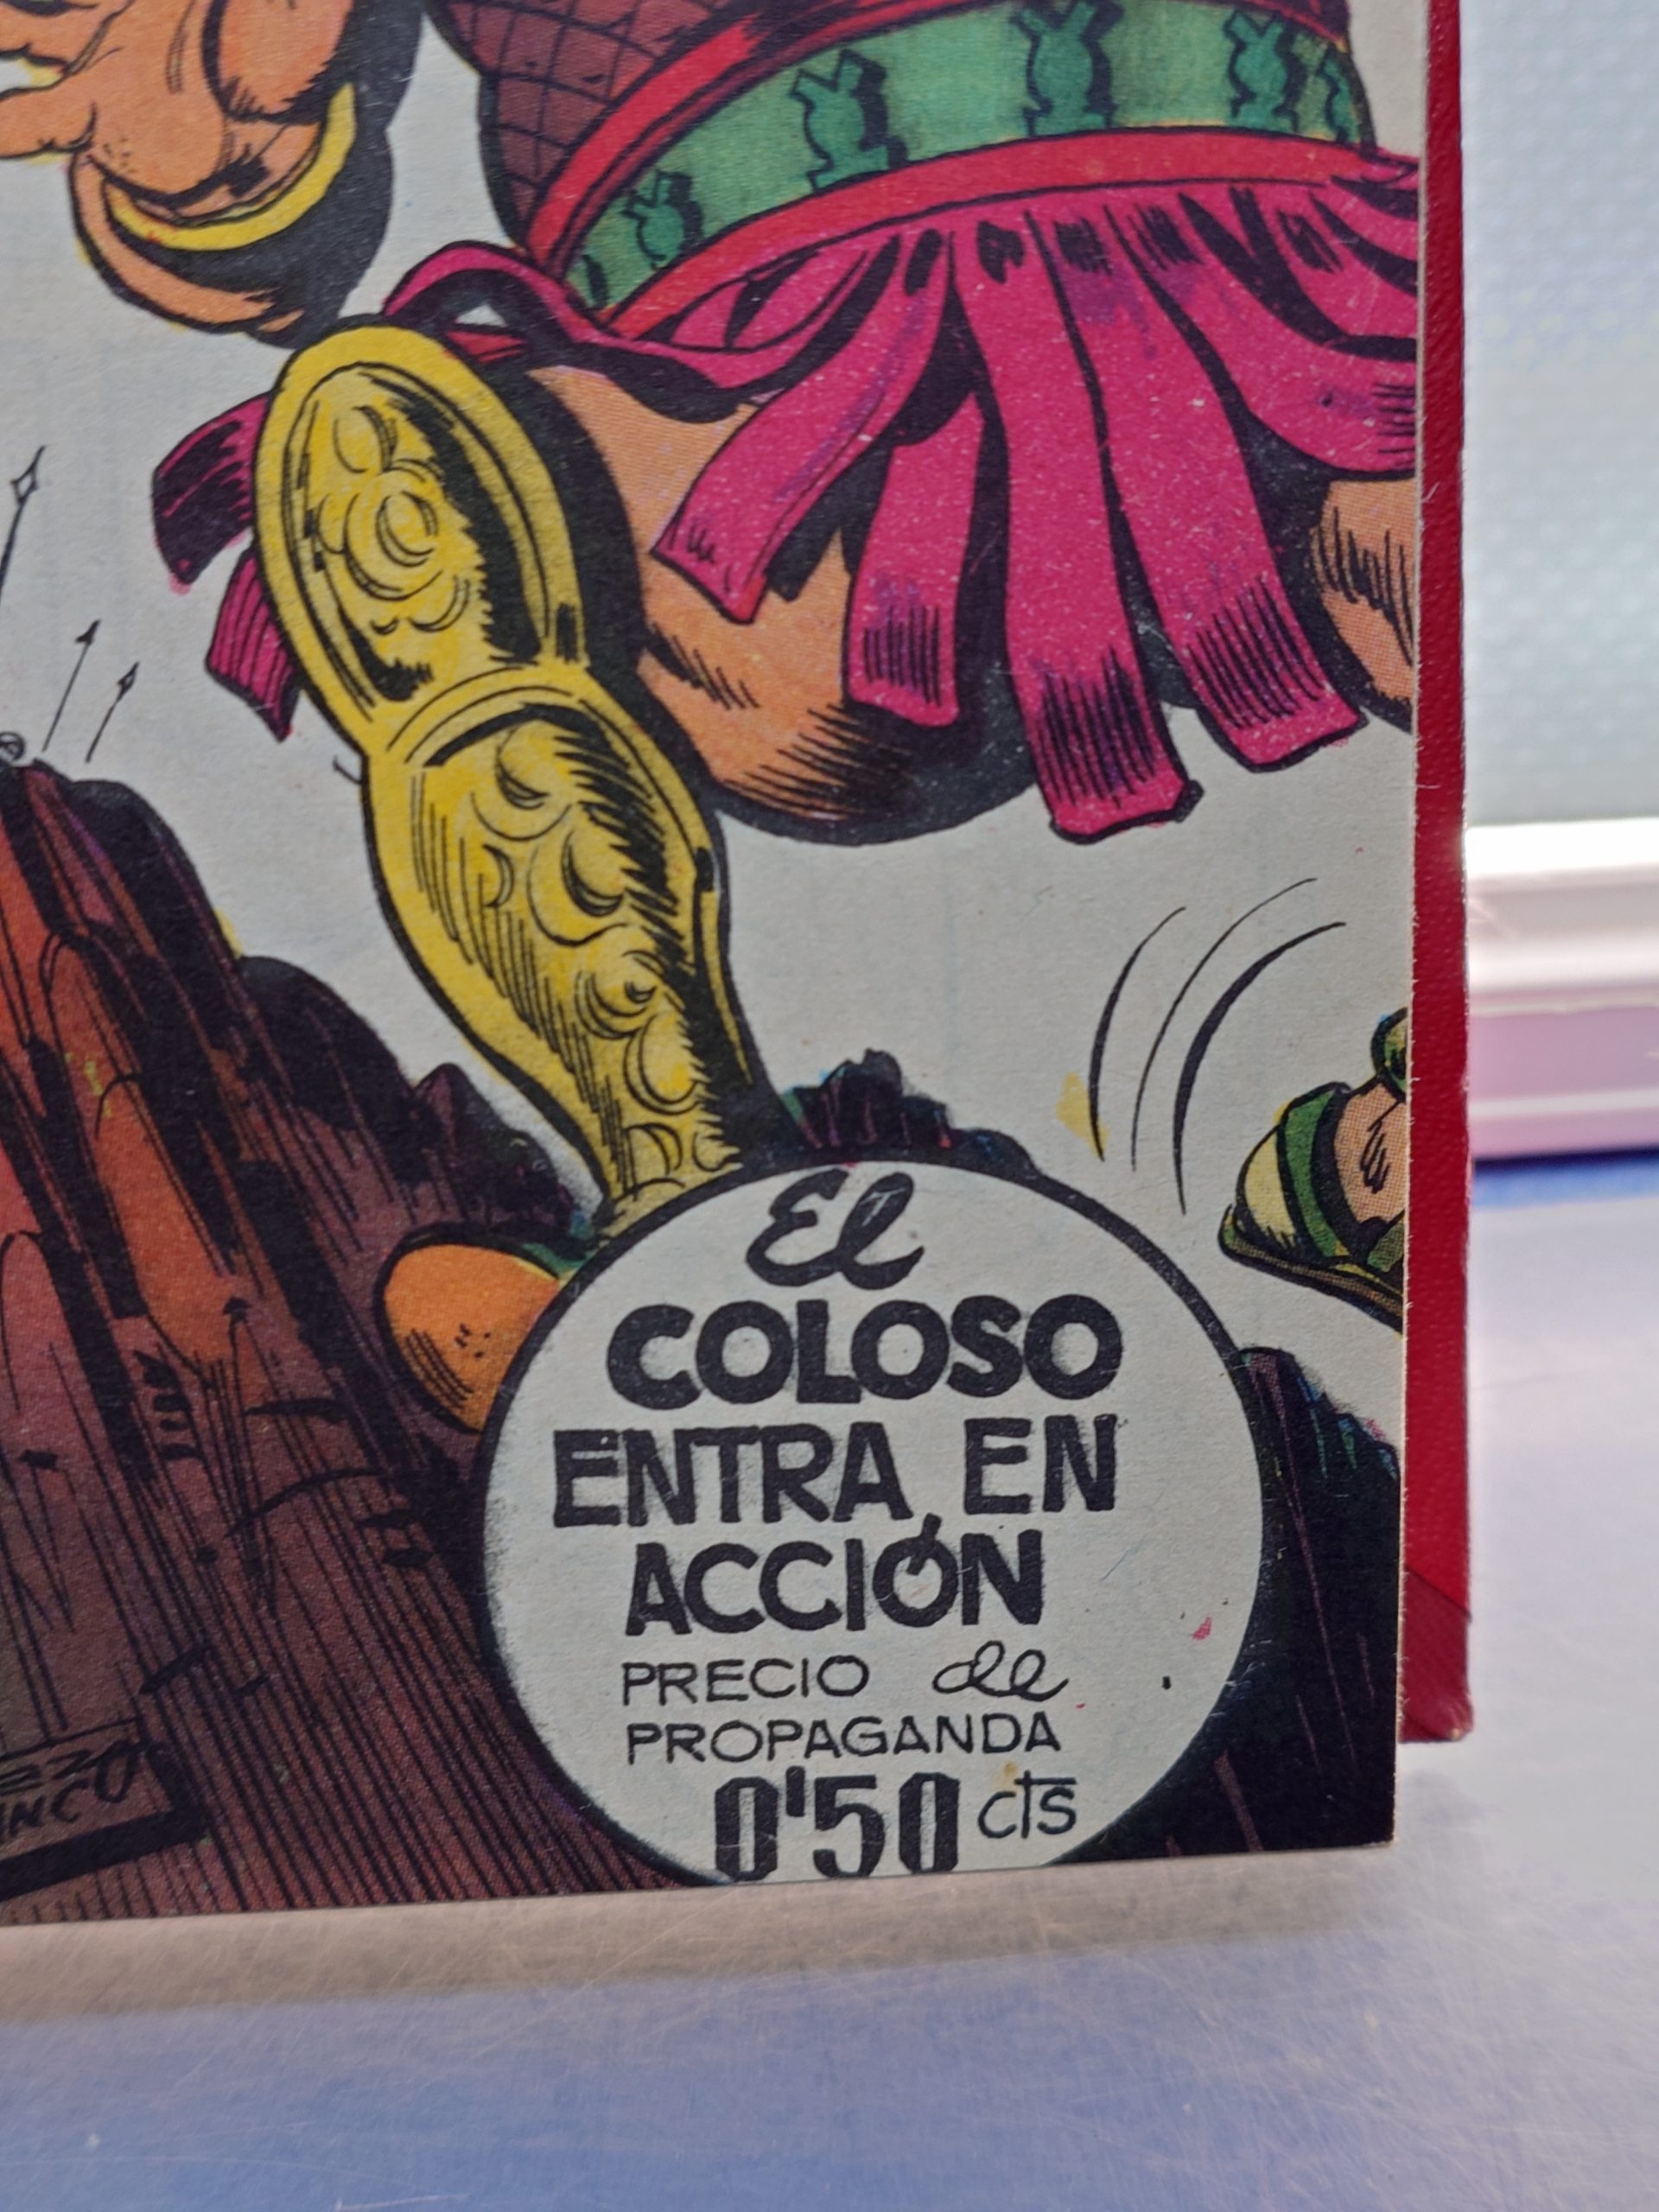 El
COLOSO
ENTRA EN
ACCIÓN
PRECIO de
PROPAGANDA
0'50 cts